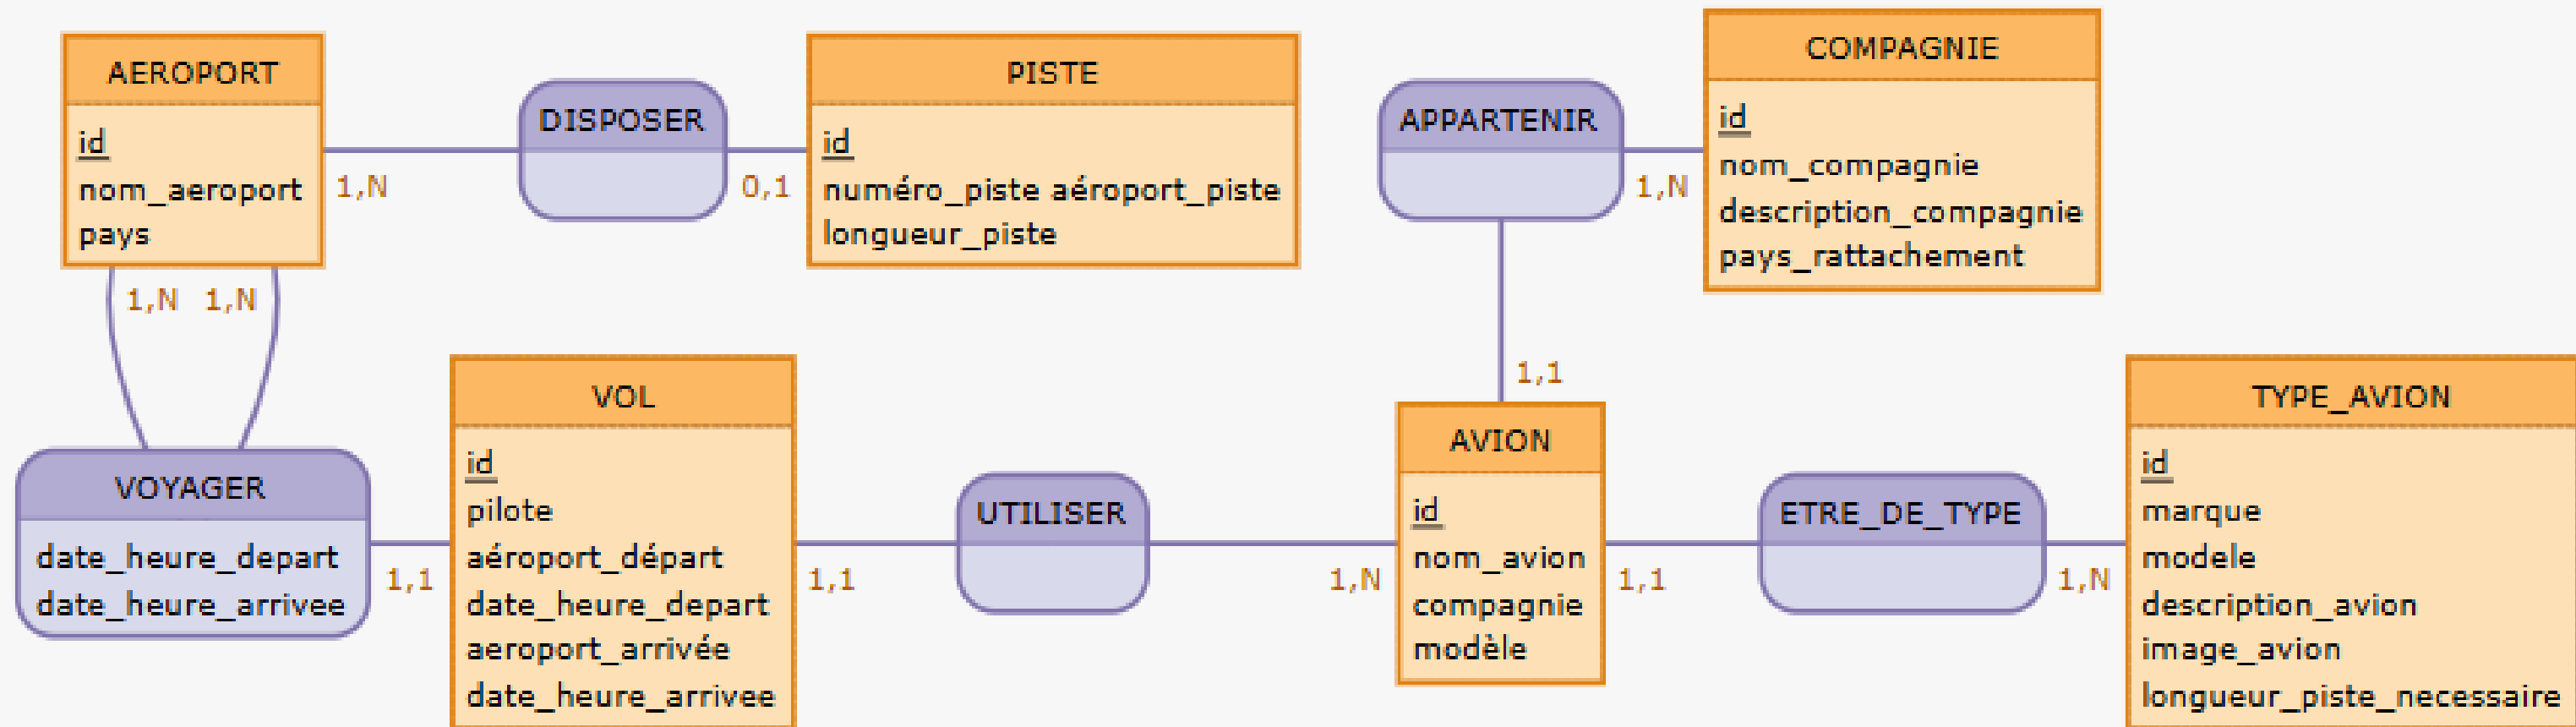 AEROPORT
id
nom_aeroport
pays
1,N
DISPOSER
0,1
PISTE
id
numéro_piste aéroport_piste
longueur_piste
APPARTENIR
1,N
COMPAGNIE
id
nom_compagnie
description_compagnie
pays_rattachement
1,N 1,N
1,1
VOYAGER
date_heure_depart
date_heure_arrivee
1,1
VOL
id
pilote
aéroport_départ
date_heure_depart
aeroport_arrivée
date_heure_arrivee
1,1
UTILISER
1,N
AVION
id
nom_avion
compagnie
modèle
1,1
ETRE_DE_TYPE
1,N
TYPE_AVION
id
marque
modele
description_avion
image_avion
longueur_piste_necessaire